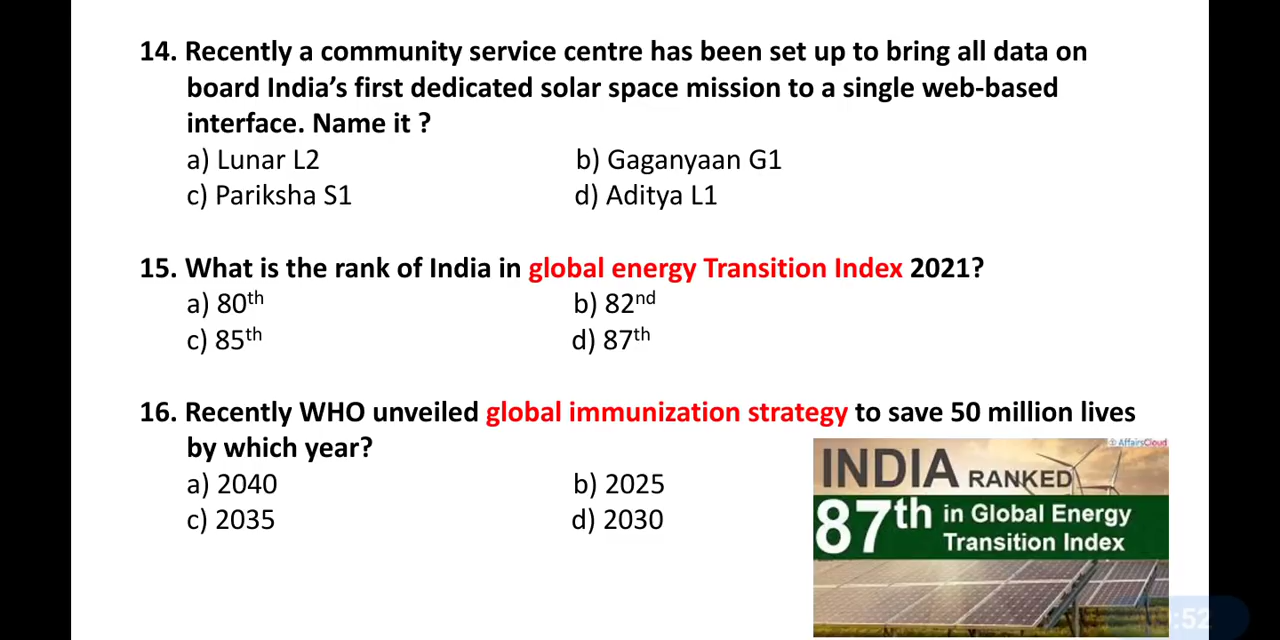 14. Recently a community service centre has been set up to bring all data on
board India's first dedicated solar space mission to a single web-based
interface. Name it ?
a) Lunar L2 b) Gaganyaan G1
c) Pariksha S1 d) Aditya L1
15. What is the rank of India in global energy Transition Index 2021?
a) 80th b) 82nd
c) 85th d) 87th
16. Recently WHO unveiled global immunization strategy to save 50 million lives
by which year?
a) 2040 b) 2025
c) 2035 d) 2030
AffairsCloud
INDIA RANKED
87th in Global Energy
Transition Index
:52